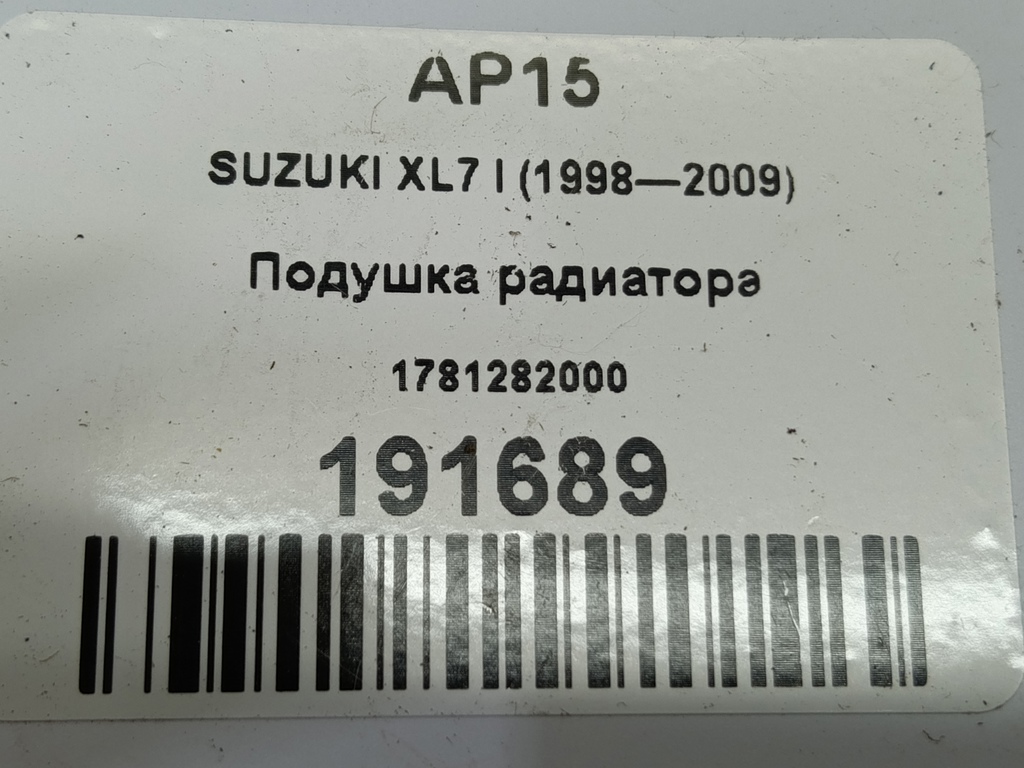 AP15
SUZUKI XL7 I (1998—2009)
Подушка радиатора
1781282000
191689